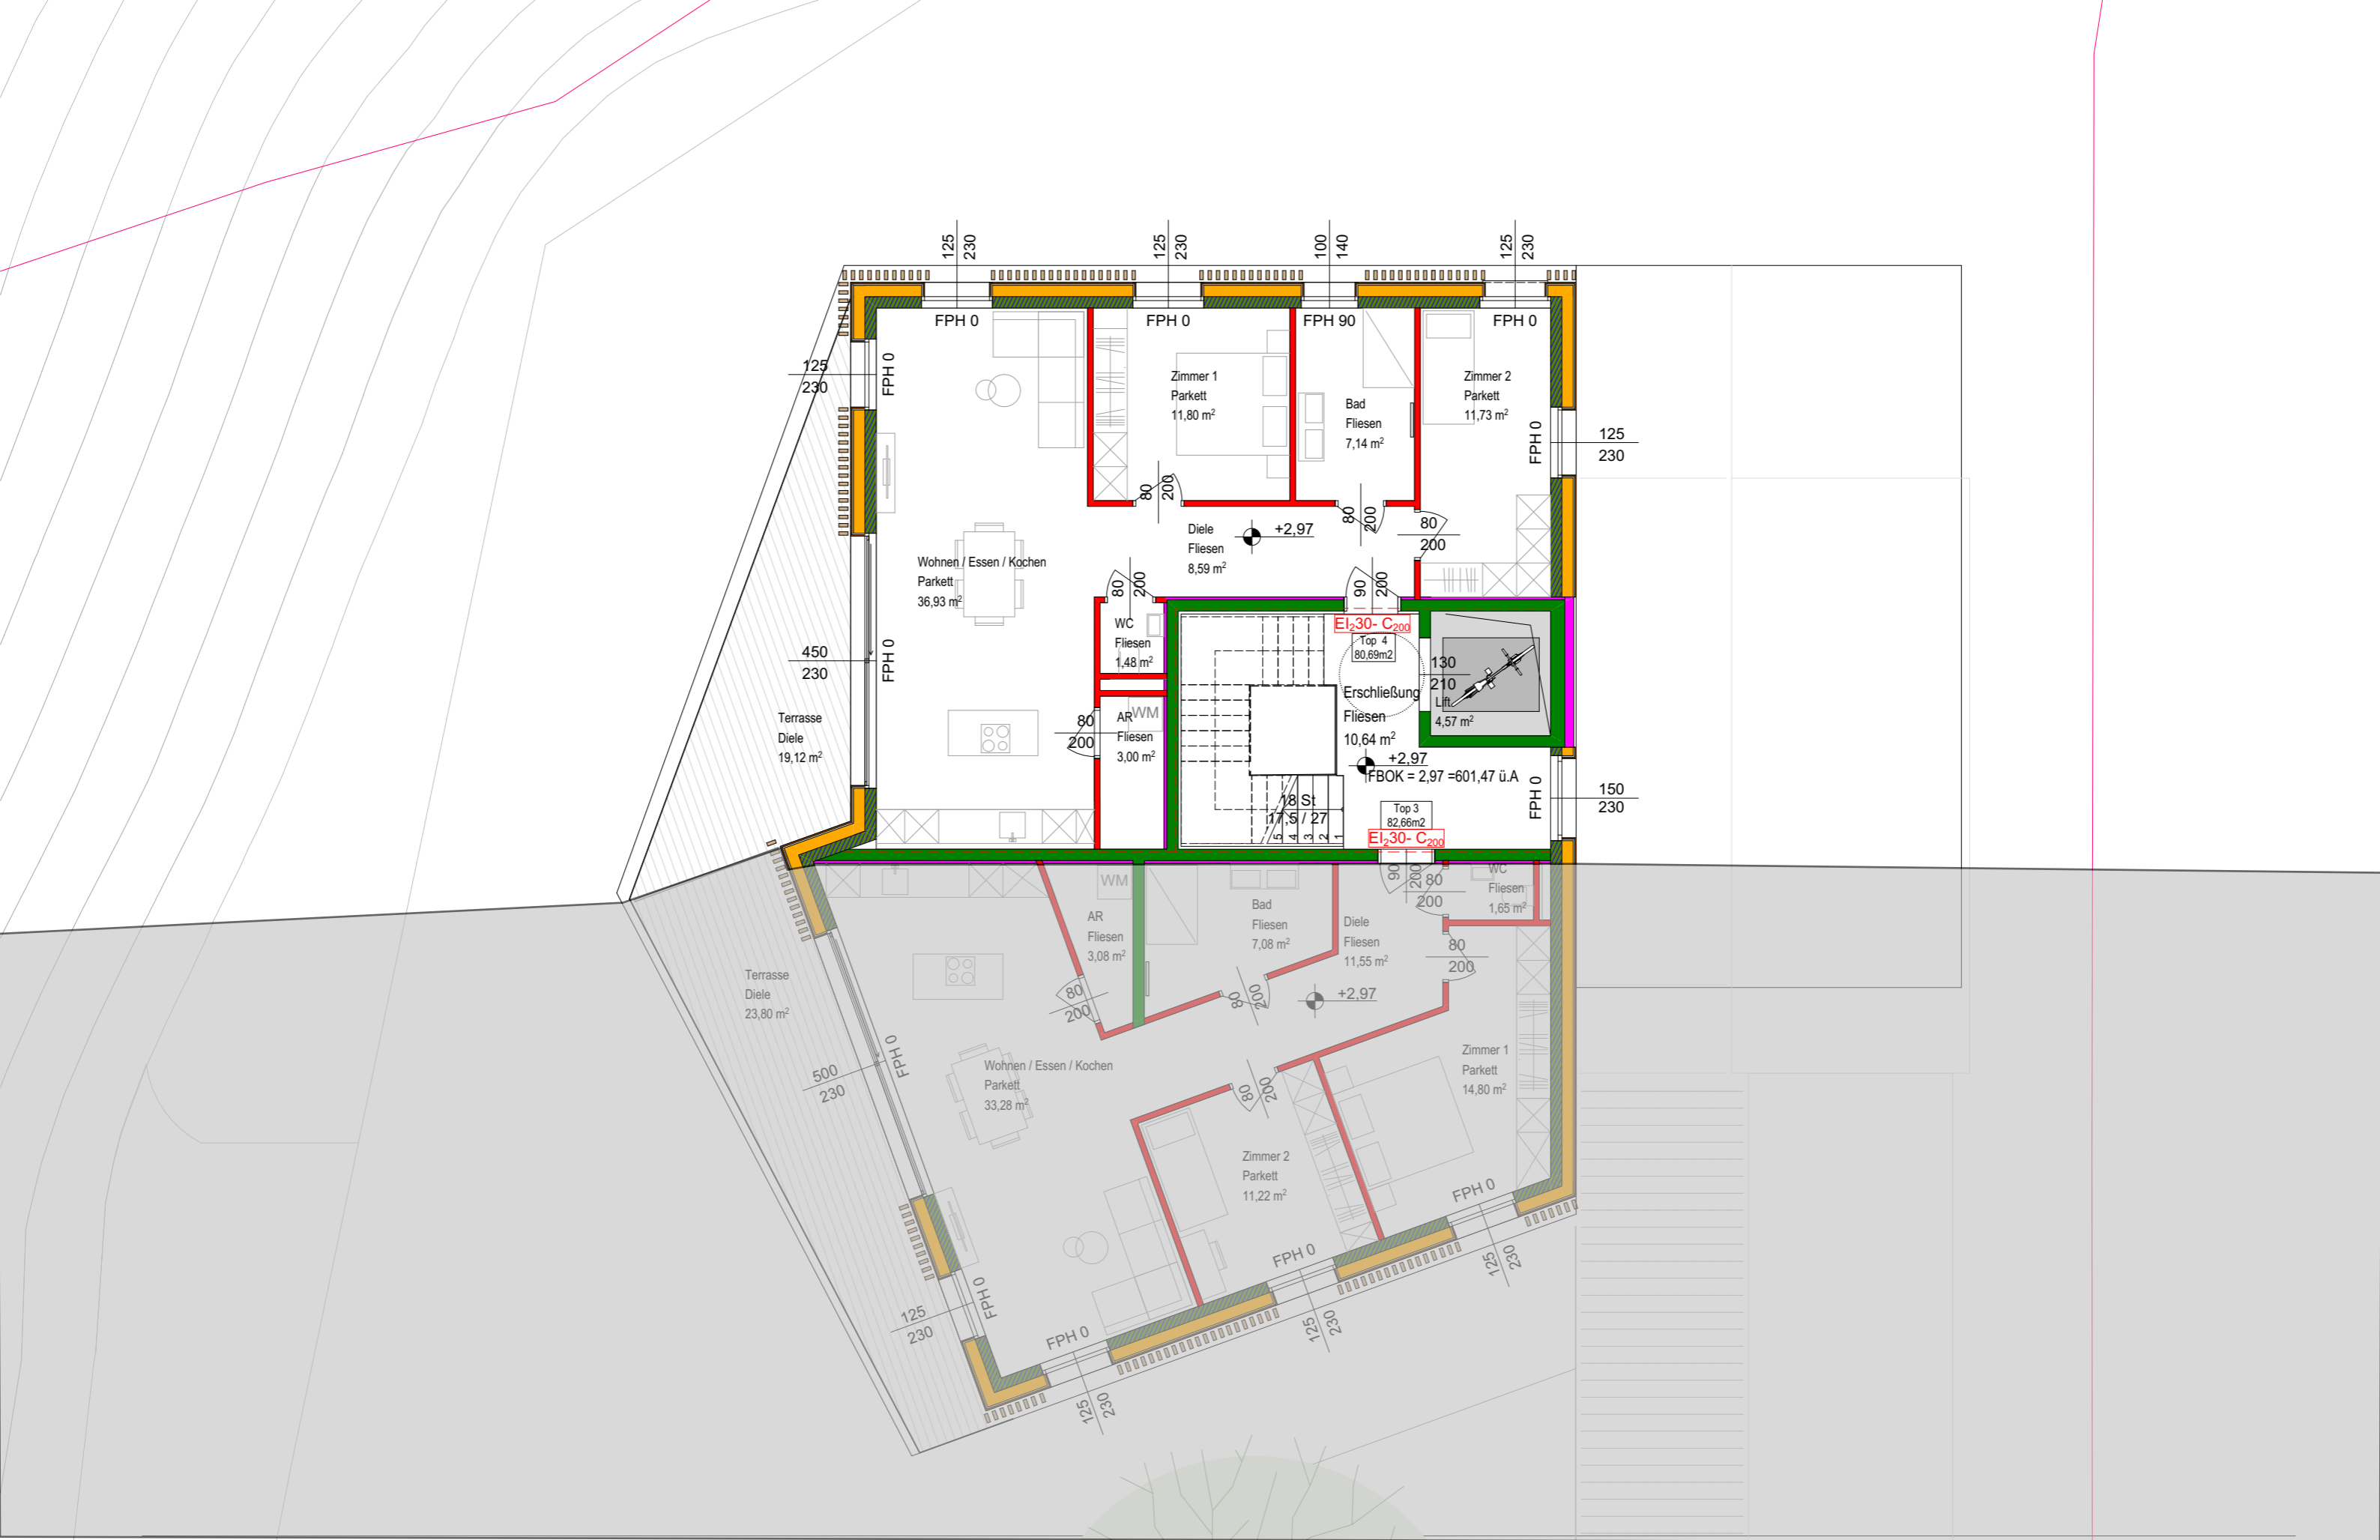 125
230
125
230
100
140
125
230
FPH 0
FPH 0
FPH 90
FPH 0
125
230
FPH 0
Zimmer 1
Parkett
11,80 m²
Bad
Fliesen
7,14 m²
Zimmer 2
Parkett
11,73 m²
FPH 0
125
230
80
200
80
200
80
200
Diele
Fliesen
8,59 m²
+2,97
Wohnen / Essen / Kochen
Parkett
36,93 m²
80
200
90
200
WC
Fliesen
1,48 m²
EI₂30- C₂₀₀
Top 4
80,69m2
450
230
FPH 0
130
210
Lift
4,57 m²
Erschließung
Fliesen
10,64 m²
Terrasse
Diele
19,12 m²
80
200
AR
Fliesen
3,00 m²
WM
+2,97
FBOK = 2,97 =601,47 ü.A
FPH 0
150
230
18 St
17,5 / 27
5
4
3
2
1
Top 3
82,66m2
EI₂30- C₂₀₀
90
200
80
200
WC
Fliesen
1,65 m²
WM
AR
Fliesen
3,08 m²
Bad
Fliesen
7,08 m²
Diele
Fliesen
11,55 m²
80
200
Terrasse
Diele
23,80 m²
80
200
80
200
+2,97
500
230
FPH 0
Wohnen / Essen / Kochen
Parkett
33,28 m²
80
200
Zimmer 1
Parkett
14,80 m²
Zimmer 2
Parkett
11,22 m²
FPH 0
125
230
FPH 0
125
230
FPH 0
125
230
FPH 0
125
230